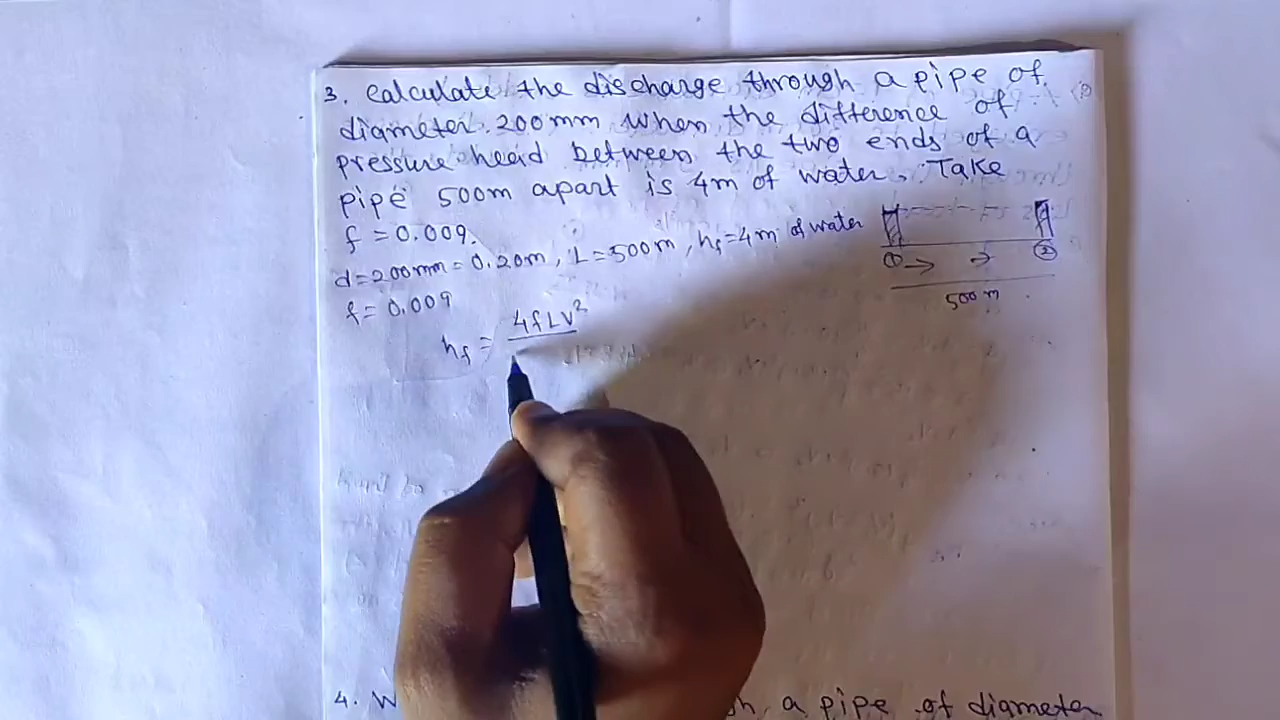 3. Calculate the discharge through a pipe of
diameter 200mm when the difference of
pressure head between the two ends of a
pipe 500m apart is 4m of water. Take
f = 0.009.
d=200mm=0.20m, L=500m, hf=4m of water
f=0.009
① → → ②
500 m
hf = 4fLV²
4. W a pipe of diameter